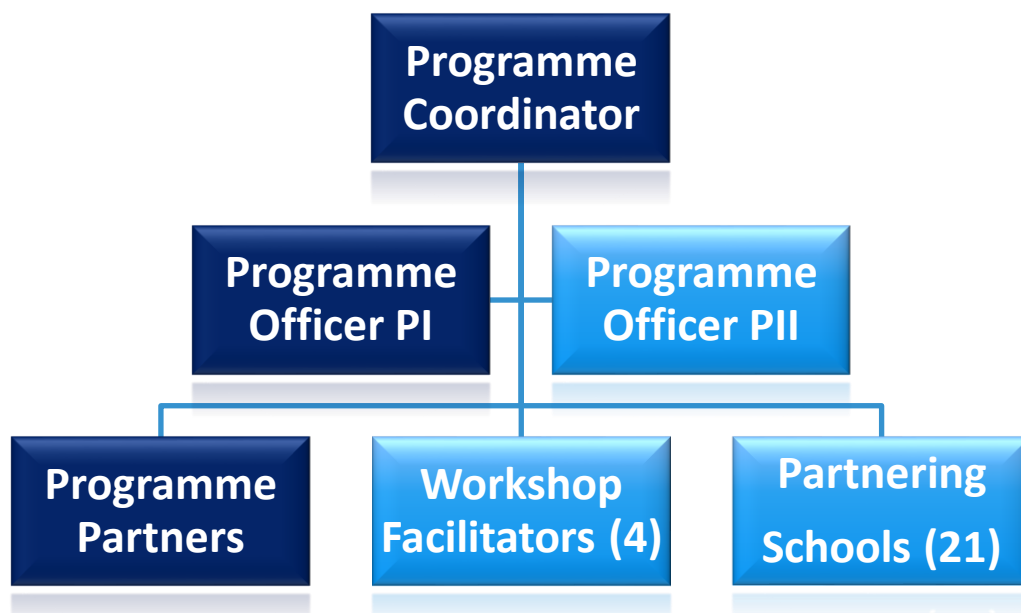 Programme
Coordinator
Programme
Officer PI
Programme
Officer PII
Programme
Partners
Workshop
Facilitators (4)
Partnering
Schools (21)